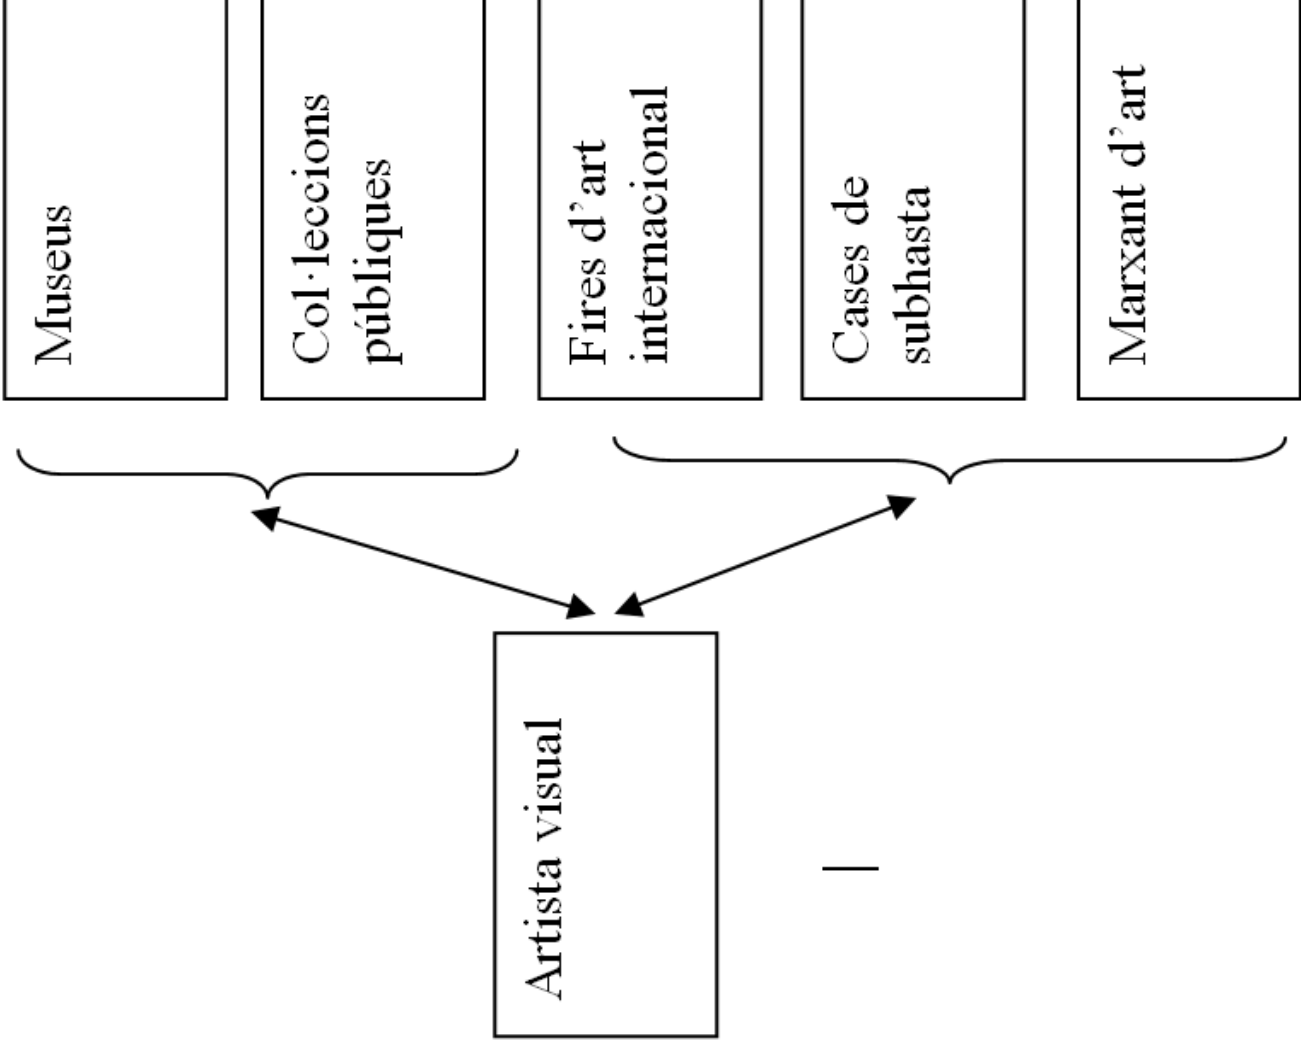 Museus
Col·leccions
públiques
Fires d’art
internacional
Cases de
subhasta
Marxant d’art
Artista visual